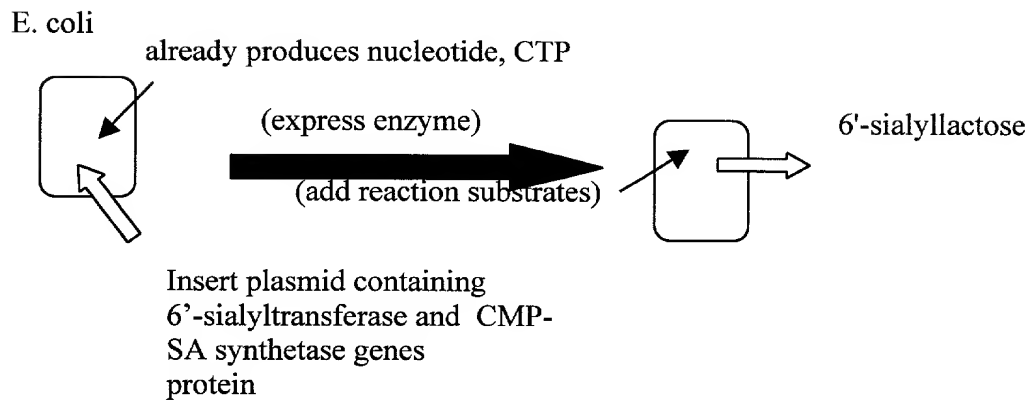 E. coli
already produces nucleotide, CTP
(express enzyme)
6'-sialyllactose
(add reaction substrates)
Insert plasmid containing
6’-sialyltransferase and CMP-
SA synthetase genes
protein